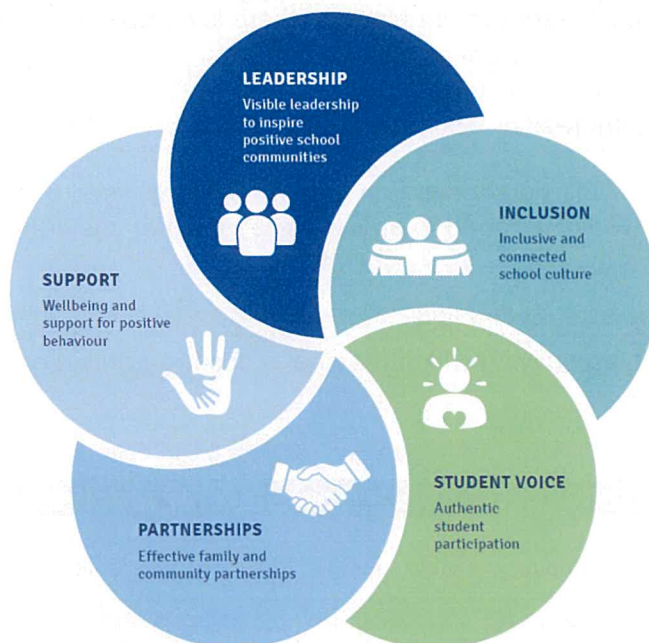 LEADERSHIP
Visible leadership
to inspire
positive school
communities
INCLUSION
Inclusive and
connected
school culture
STUDENT VOICE
Authentic
student
participation
PARTNERSHIPS
Effective family and
community partnerships
SUPPORT
Wellbeing and
support for positive
behaviour